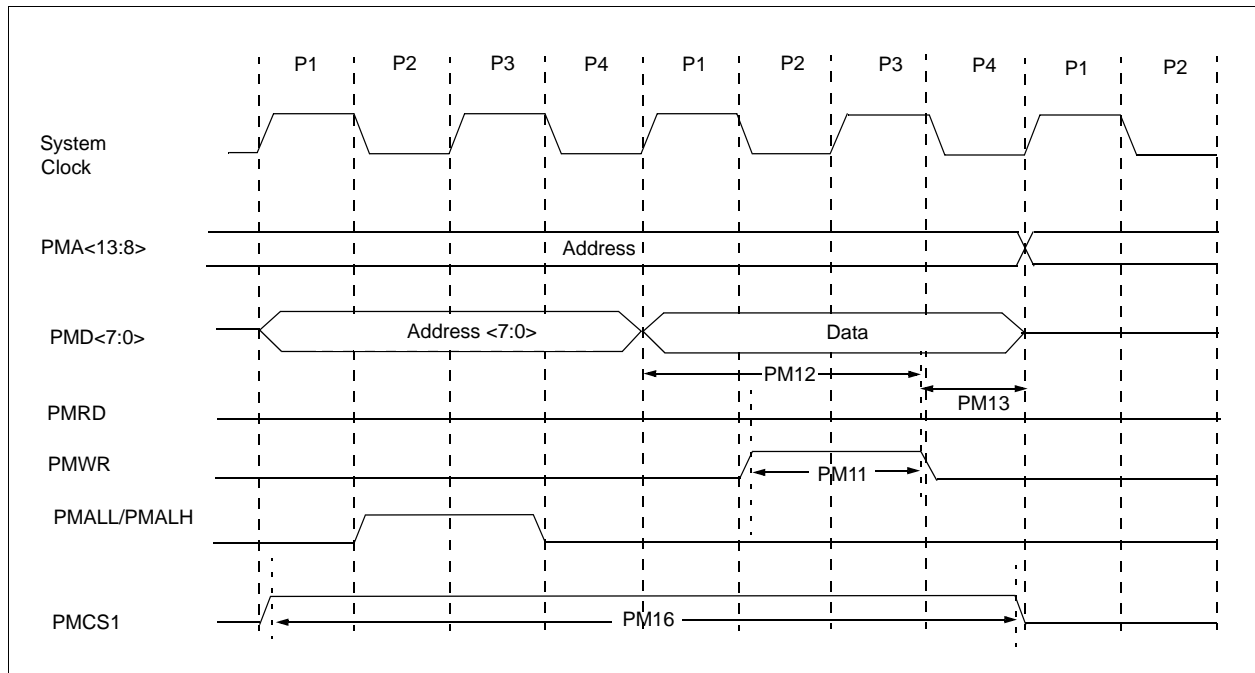 P1 P2 P3 P4 P1 P2 P3 P4 P1 P2
System
Clock
PMA<13:8>
Address
PMD<7:0>
Address <7:0>
Data
PM12
PM13
PMRD
PMWR
PM11
PMALL/PMALH
PMCS1
PM16